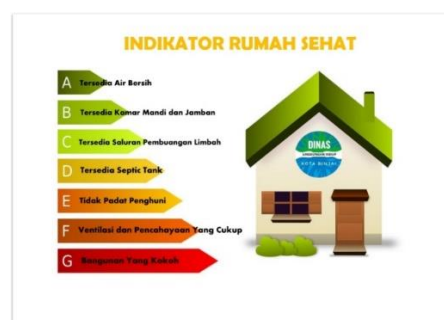 INDIKATOR RUMAH SEHAT
A Tersedia Air Bersih
B Tersedia Kamar Mandi dan Jamban
C Tersedia Saluran Pembuangan Limbah
D Tersedia Septic Tank
E Tidak Padat Penghuni
F Ventilasi dan Pencahayaan Yang Cukup
G Bangunan Yang Kokoh
DINAS